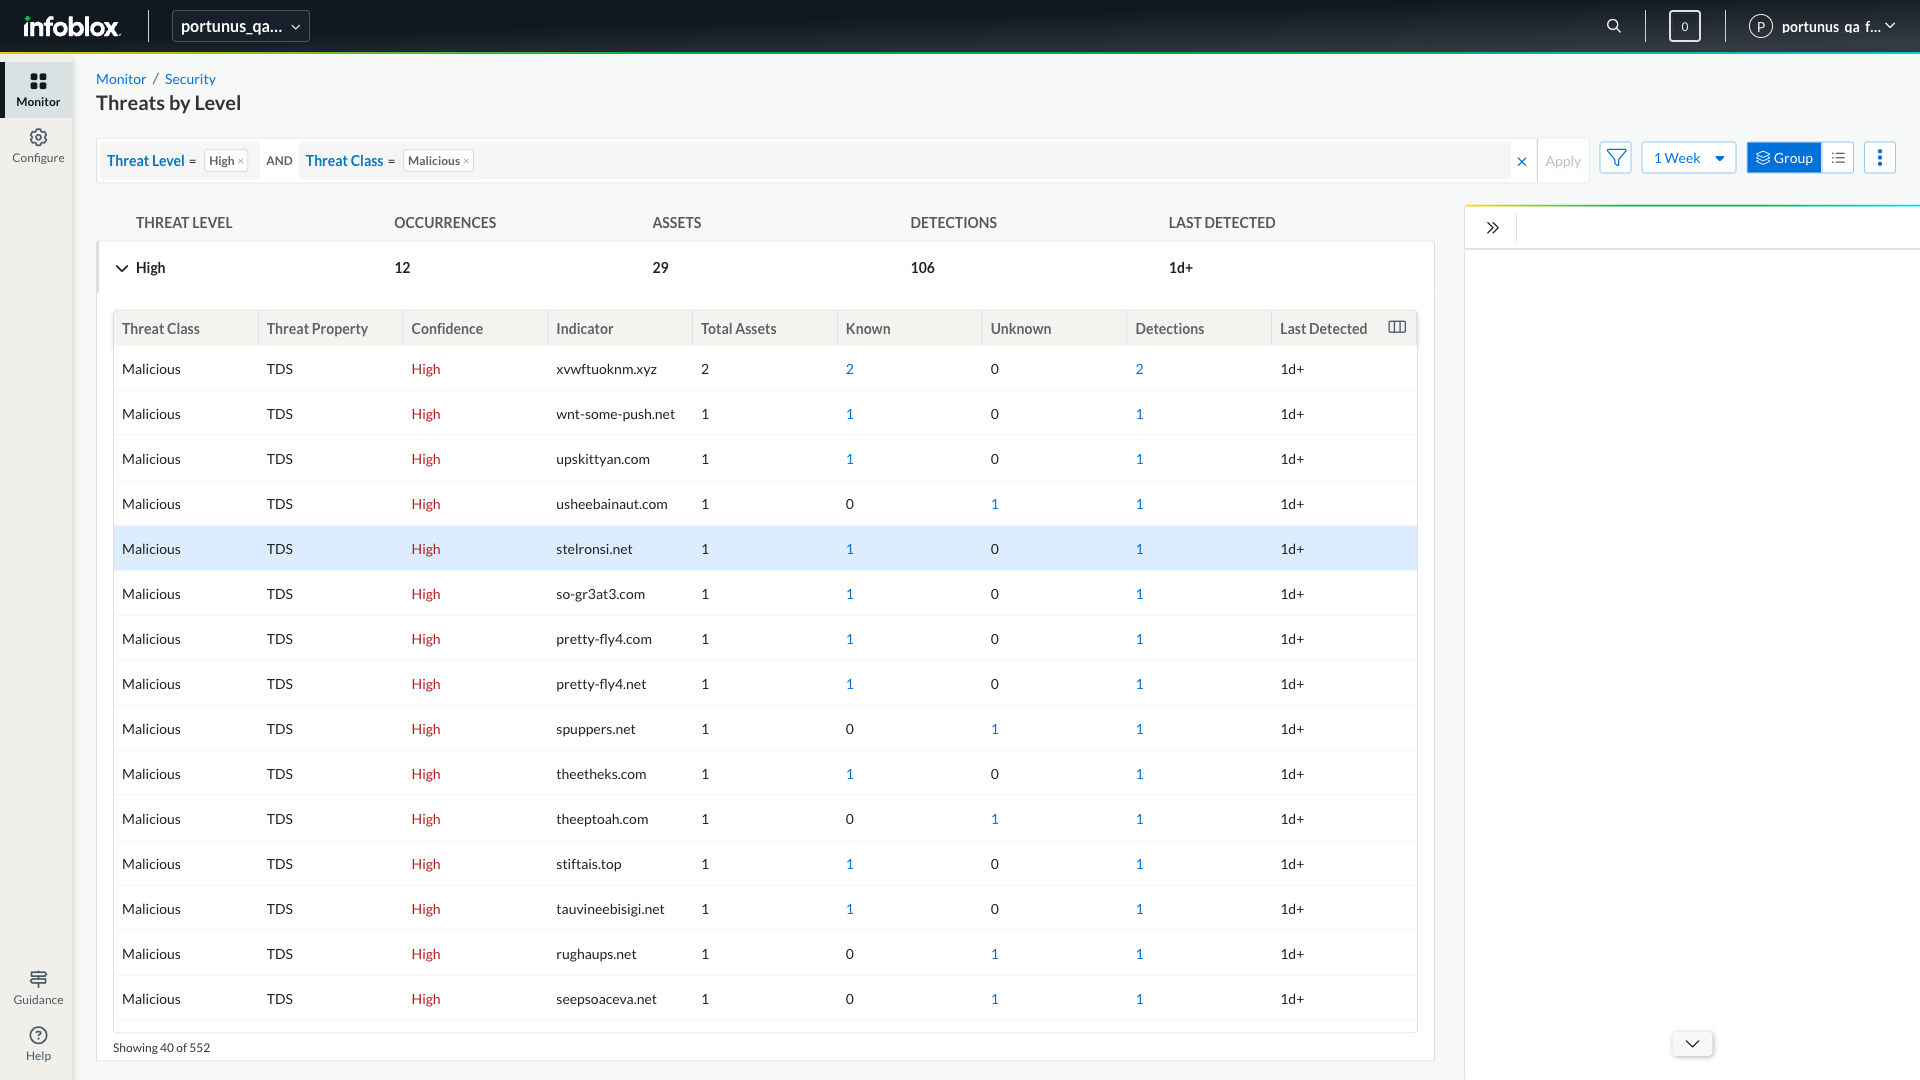 infoblox
portunus_qa...
0
P
portunus_qa_f...
Monitor
Configure
Guidance
Help
Monitor / Security
Threats by Level
Threat Level = High × AND Threat Class = Malicious × × Apply 1 Week Group
THREAT LEVEL OCCURRENCES ASSETS DETECTIONS LAST DETECTED
High 12 29 106 1d+
Threat Class Threat Property Confidence Indicator Total Assets Known Unknown Detections Last Detected
Malicious TDS High xvwftuoknm.xyz 2 2 0 2 1d+
Malicious TDS High wnt-some-push.net 1 1 0 1 1d+
Malicious TDS High upskittyan.com 1 1 0 1 1d+
Malicious TDS High usheebainaut.com 1 0 1 1 1d+
Malicious TDS High stelronsi.net 1 1 0 1 1d+
Malicious TDS High so-gr3at3.com 1 1 0 1 1d+
Malicious TDS High pretty-fly4.com 1 1 0 1 1d+
Malicious TDS High pretty-fly4.net 1 1 0 1 1d+
Malicious TDS High spuppers.net 1 0 1 1 1d+
Malicious TDS High theetheks.com 1 1 0 1 1d+
Malicious TDS High theeptoah.com 1 0 1 1 1d+
Malicious TDS High stiftais.top 1 1 0 1 1d+
Malicious TDS High tauvineebisigi.net 1 1 0 1 1d+
Malicious TDS High rughaups.net 1 0 1 1 1d+
Malicious TDS High seepsoaceva.net 1 0 1 1 1d+
Showing 40 of 552